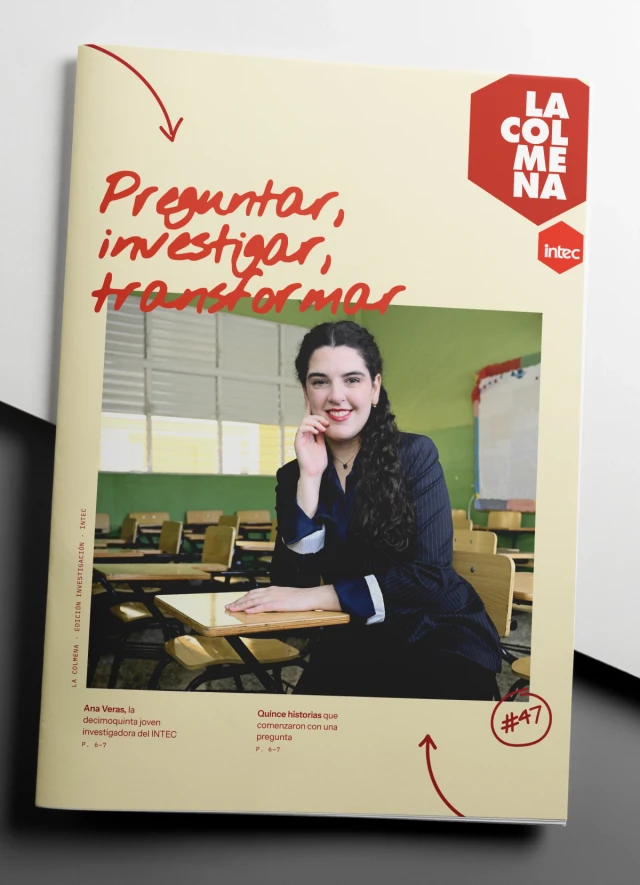 LA
COL
ME
NA
intec
Preguntar,
investigar,
transformar
LA COLMENA · EDICIÓN INVESTIGACIÓN · INTEC
Ana Veras, la
decimoquinta joven
investigadora del INTEC
P. 6-7
Quince historias que
comenzaron con una
pregunta
P. 6-7
#47